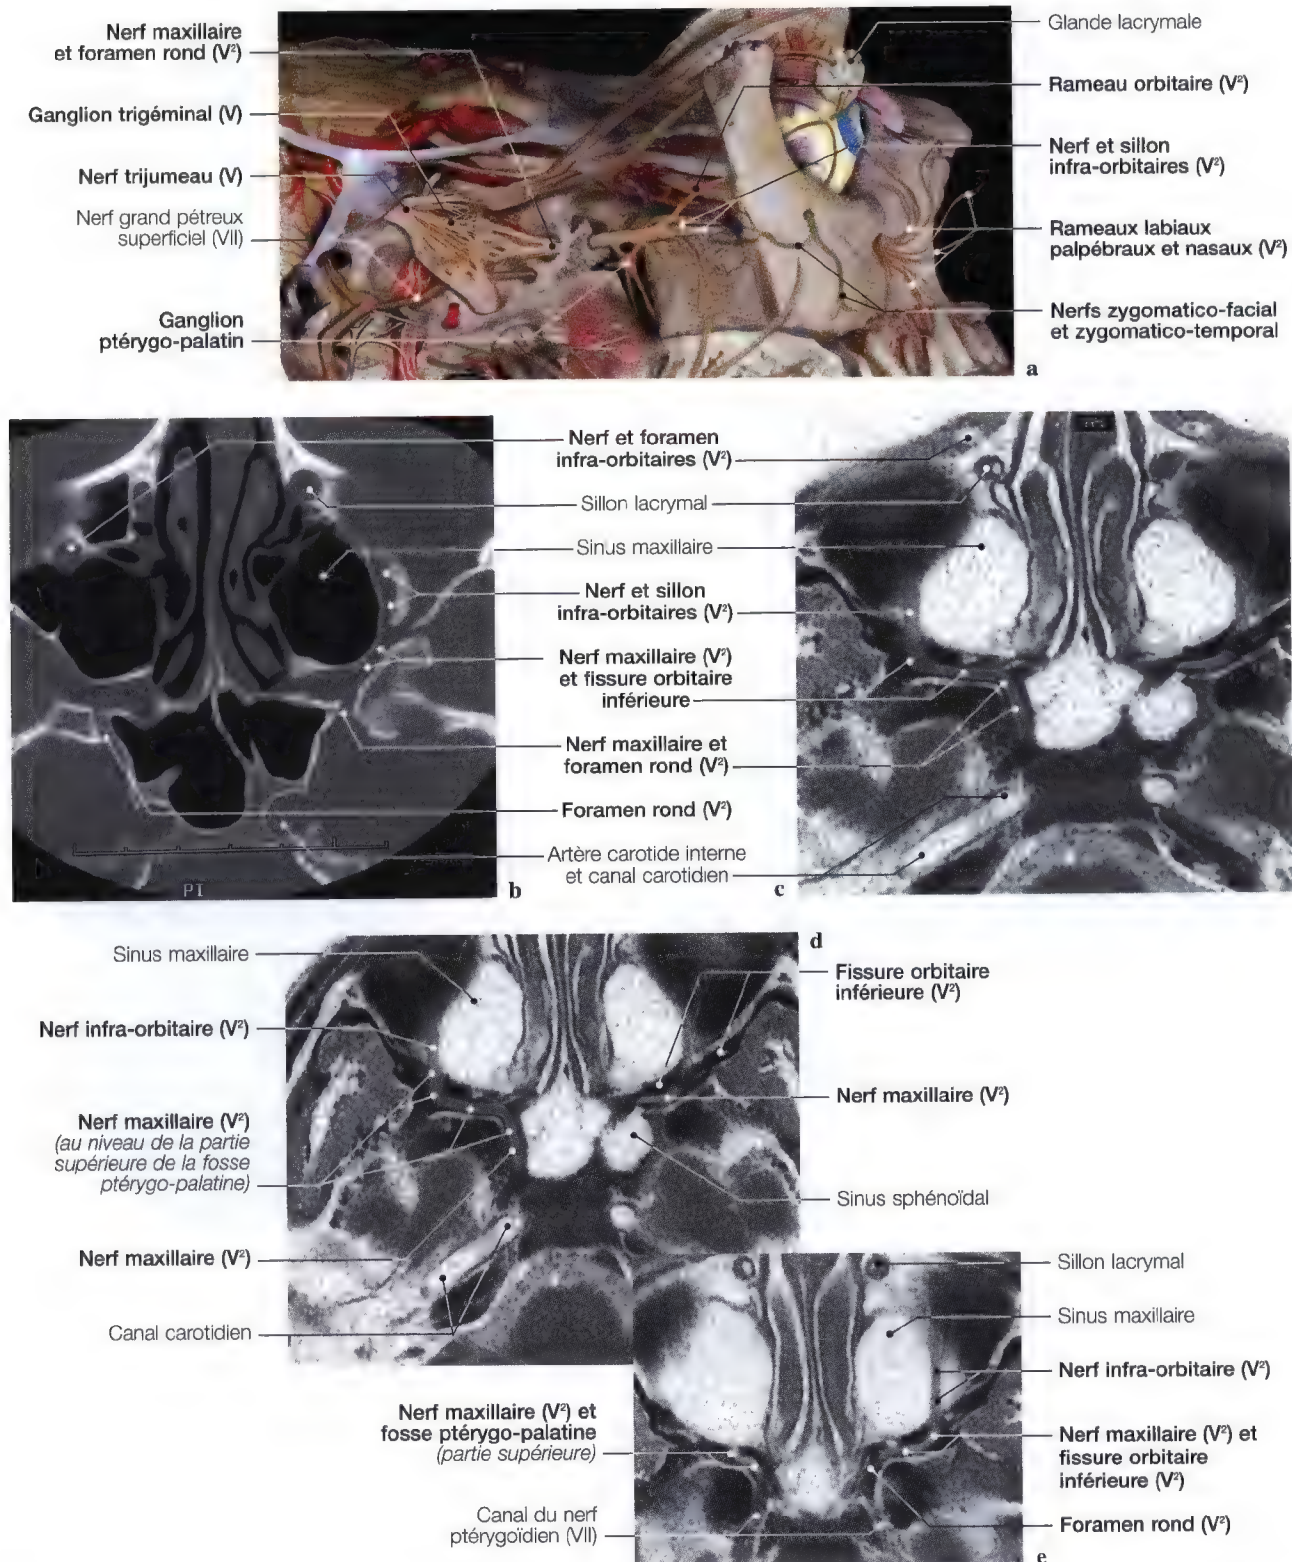 Nerf maxillaire
et foramen rond (V²)
Ganglion trigéminal (V)
Nerf trijumeau (V)
Nerf grand pétreux
superficiel (VII)
Ganglion
ptérygo-palatin
Glande lacrymale
Rameau orbitaire (V²)
Nerf et sillon
infra-orbitaires (V²)
Rameaux labiaux
palpébraux et nasaux (V²)
Nerfs zygomatico-facial
et zygomatico-temporal
a
Nerf et foramen
infra-orbitaires (V²)
Sillon lacrymal
Sinus maxillaire
Nerf et sillon
infra-orbitaires (V²)
Nerf maxillaire (V²)
et fissure orbitaire
inférieure
Nerf maxillaire et
foramen rond (V²)
Foramen rond (V²)
Artère carotide interne
et canal carotidien
PI
b
c
d
Sinus maxillaire
Nerf infra-orbitaire (V²)
Nerf maxillaire (V²)
(au niveau de la partie
supérieure de la fosse
ptérygo-palatine)
Nerf maxillaire (V²)
Canal carotidien
Fissure orbitaire
inférieure (V²)
Nerf maxillaire (V²)
Sinus sphénoïdal
Nerf maxillaire (V²) et
fosse ptérygo-palatine
(partie supérieure)
Canal du nerf
ptérygoïdien (VII)
Sillon lacrymal
Sinus maxillaire
Nerf infra-orbitaire (V²)
Nerf maxillaire (V²) et
fissure orbitaire
inférieure (V²)
Foramen rond (V²)
e